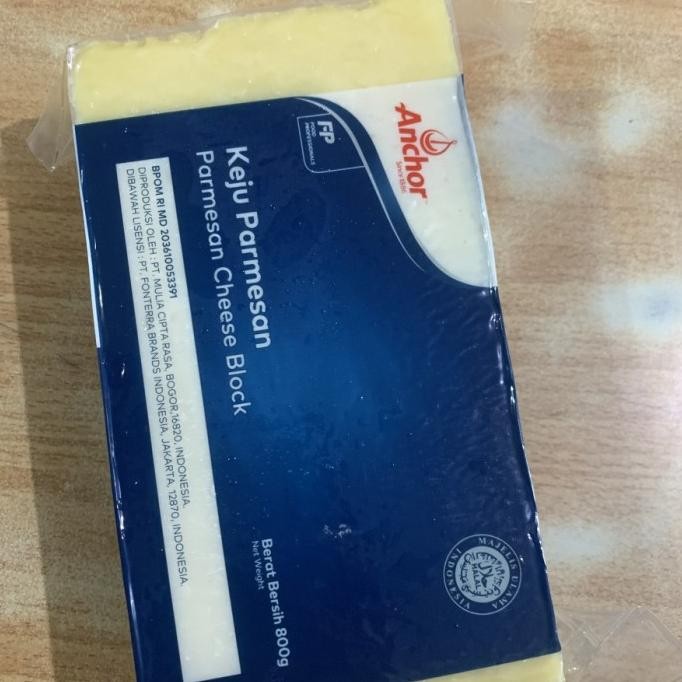 Anchor
Since 1886
FP
FOOD
PROFESSIONALS
Keju Parmesan
Parmesan Cheese Block
BPOM RI MD 203610053391
DIPRODUKSI OLEH : PT. MULIA CIPTA RASA, BOGOR,16820, INDONESIA.
DIBAWAH LISENSI : PT. FONTERRA BRANDS INDONESIA, JAKARTA, 12870, INDONESIA.
Berat Bersih 800g
Net Weight
MAJELIS ULAMA
INDONESIA
HALAL